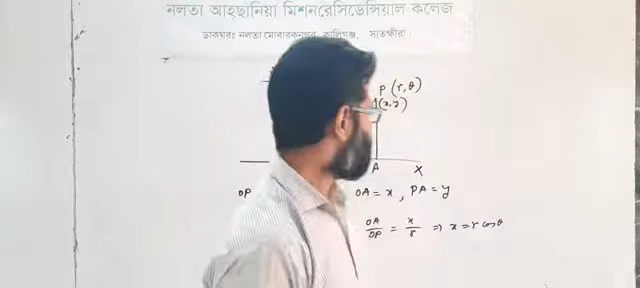 নলতা আহ্ছানিয়া মিশন রেসিডেন্সিয়াল কলেজ
ডাকঘরঃ নলতা মোবারকনগর, কালিগঞ্জ, সাতক্ষীরা।
P (r, θ)
(x, y)
A X
OP OA = x , PA = y
OA/OP = x/r ⇒ x = r cosθ